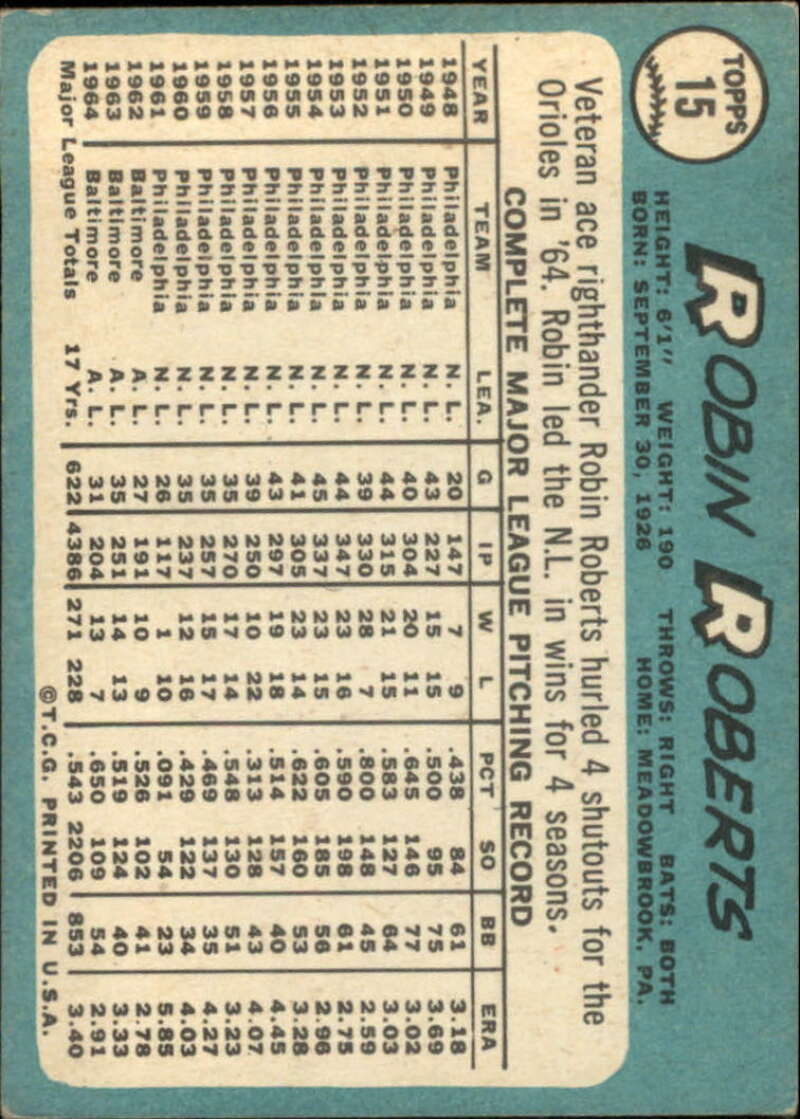 TOPPS
15
ROBIN ROBERTS
HEIGHT: 6'1" WEIGHT: 190 THROWS: RIGHT BATS: BOTH
BORN: SEPTEMBER 30, 1926 HOME: MEADOWBROOK, PA.
Veteran ace righthander Robin Roberts hurled 4 shutouts for the
Orioles in '64. Robin led the N.L. in wins for 4 seasons.
COMPLETE MAJOR LEAGUE PITCHING RECORD
YEAR TEAM LEA. G IP W L PCT SO BB ERA
1948 Philadelphia N. L. 20 147 7 9 .438 84 61 3.18
1949 Philadelphia N. L. 43 227 15 15 .500 95 75 3.69
1950 Philadelphia N. L. 40 304 20 11 .645 146 77 3.02
1951 Philadelphia N. L. 44 315 21 15 .583 127 64 3.03
1952 Philadelphia N. L. 39 330 28 7 .800 148 45 2.59
1953 Philadelphia N. L. 44 347 23 16 .590 198 61 2.75
1954 Philadelphia N. L. 45 337 23 15 .605 185 56 2.96
1955 Philadelphia N. L. 41 305 23 14 .622 160 53 3.28
1956 Philadelphia N. L. 43 297 19 18 .514 157 40 4.45
1957 Philadelphia N. L. 39 250 10 22 .313 128 43 4.07
1958 Philadelphia N. L. 35 270 17 14 .548 130 51 3.23
1959 Philadelphia N. L. 35 257 15 17 .469 137 35 4.27
1960 Philadelphia N. L. 35 237 12 16 .429 122 34 4.03
1961 Philadelphia N. L. 26 117 1 10 .091 54 23 5.85
1962 Baltimore A. L. 27 191 10 9 .526 102 41 2.78
1963 Baltimore A. L. 35 251 14 13 .519 124 40 3.33
1964 Baltimore A. L. 31 204 13 7 .650 109 54 2.91
Major League Totals 17 Yrs. 622 4386 271 228 .543 2206 853 3.40
©T.C.G. PRINTED IN U.S.A.